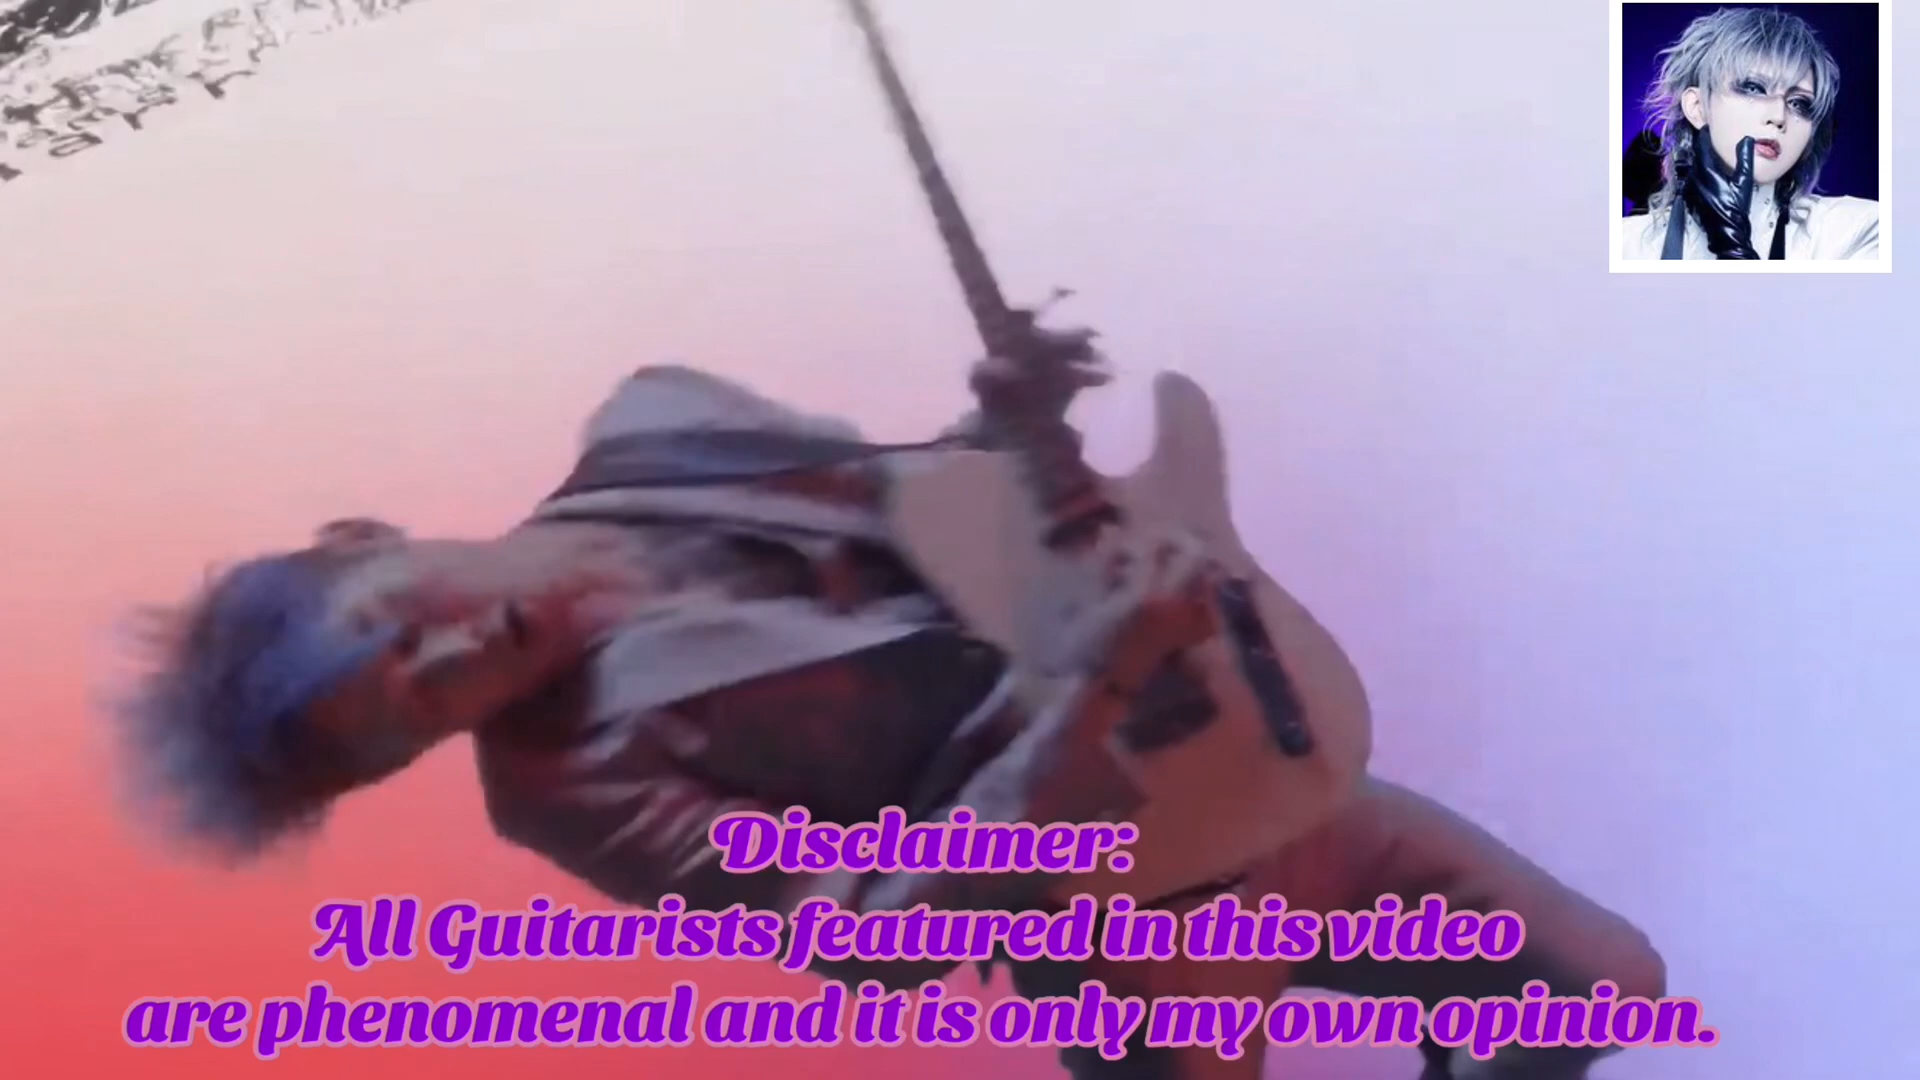 Disclaimer:
All Guitarists featured in this video
are phenomenal and it is only my own opinion.